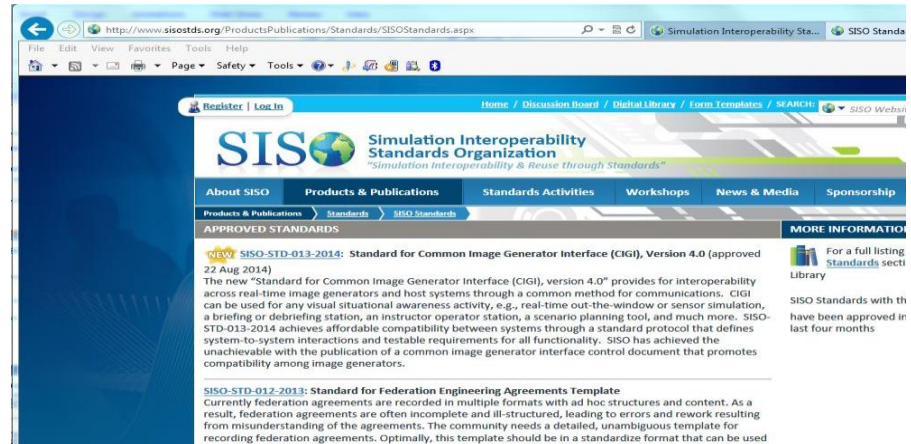 http://www.sisostds.org/ProductsPublications/Standards/SISOStandards.aspx
Simulation Interoperability Sta...
SISO Standa
File Edit View Favorites Tools Help
Page Safety Tools
Register | Log In
Home / Discussion Board / Digital Library / Form Templates / SEARCH: SISO Websi
SISO
Simulation Interoperability
Standards Organization
"Simulation Interoperability & Reuse through Standards"
About SISO Products & Publications Standards Activities Workshops News & Media Sponsorship
Products & Publications Standards SISO Standards
APPROVED STANDARDS
NEW SISO-STD-013-2014: Standard for Common Image Generator Interface (CIGI), Version 4.0 (approved
22 Aug 2014)
The new "Standard for Common Image Generator Interface (CIGI), version 4.0" provides for interoperability
across real-time image generators and host systems through a common method for communications. CIGI
can be used for any visual situational awareness activity, e.g., real-time out-the-window or sensor simulation,
a briefing or debriefing station, an instructor operator station, a scenario planning tool, and much more. SISO-
STD-013-2014 achieves affordable compatibility between systems through a standard protocol that defines
system-to-system interactions and testable requirements for all functionality. SISO has achieved the
unachievable with the publication of a common image generator interface control document that promotes
compatibility among image generators.
SISO-STD-012-2013: Standard for Federation Engineering Agreements Template
Currently federation agreements are recorded in multiple formats with ad hoc structures and content. As a
result, federation agreements are often incomplete and ill-structured, leading to errors and rework resulting
from misunderstanding of the agreements. The community needs a detailed, unambiguous template for
recording federation agreements. Optimally, this template should be in a standardize format that can be used
MORE INFORMATIO
For a full listing
Standards secti
Library
SISO Standards with th
have been approved in
last four months